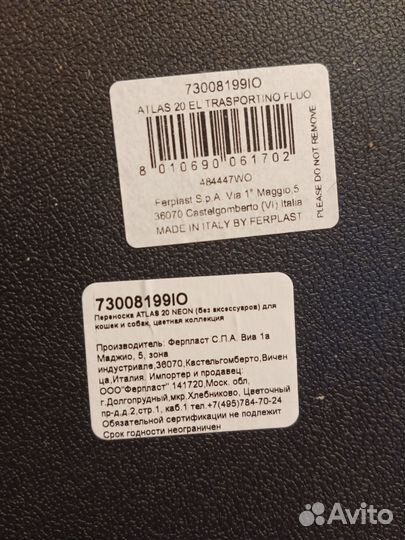 73008199IO
ATLAS 20 EL TRASPORTINO FLUO
8 010690 061702
484447WO
Ferplast S.p.A. Via 1° Maggio,5
36070 Castelgomberto (VI) Italia
MADE IN ITALY BY FERPLAST
PLEASE DO NOT REMOVE
73008199IO
Переноска ATLAS 20 NEON (без аксессуаров) для
кошек и собак, цветная коллекция
Производитель: Ферпласт С.П.А. Виа 1а
Маджио, 5, зона
индустриале,36070,Кастельгомберто,Вичен
ца,Италия. Импортер и продавец:
ООО"Ферпласт" 141720,Моск. обл,
г.Долгопрудный,мкр.Хлебниково, Цветочный
пр-д,д.2,стр.1, каб.1 тел.+7(495)784-70-24
Обязательной сертификации не подлежит
Срок годности неограничен
Avito